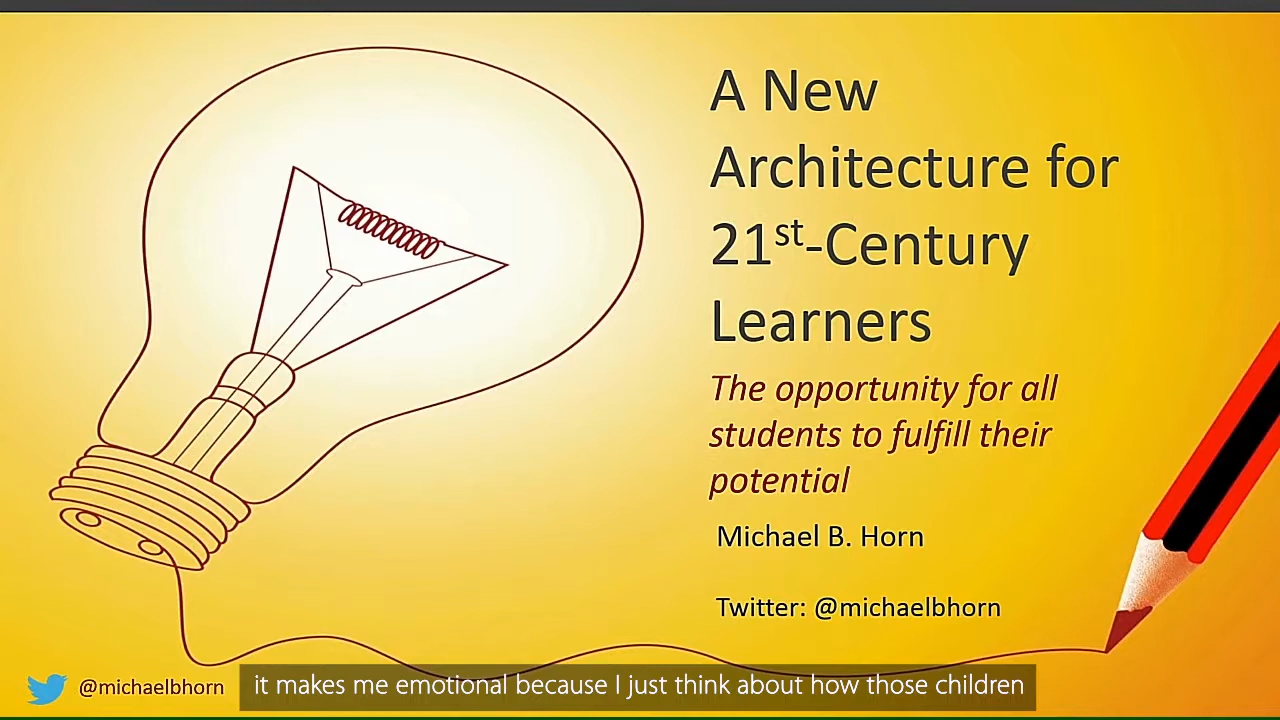 A New
Architecture for
21st-Century
Learners
The opportunity for all
students to fulfill their
potential
Michael B. Horn
Twitter: @michaelbhorn
@michaelbhorn
it makes me emotional because I just think about how those children